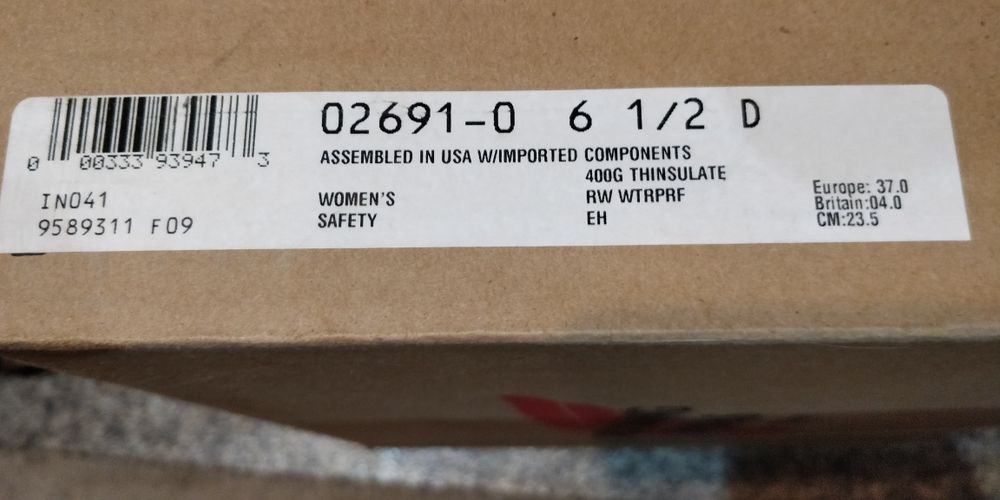 02691-0 6 1/2 D
0 00333 93947 3
ASSEMBLED IN USA W/IMPORTED COMPONENTS
400G THINSULATE
IN041
WOMEN'S
RW WTRPRF
Europe: 37.0
9589311 F09
SAFETY
EH
Britain:04.0
CM:23.5